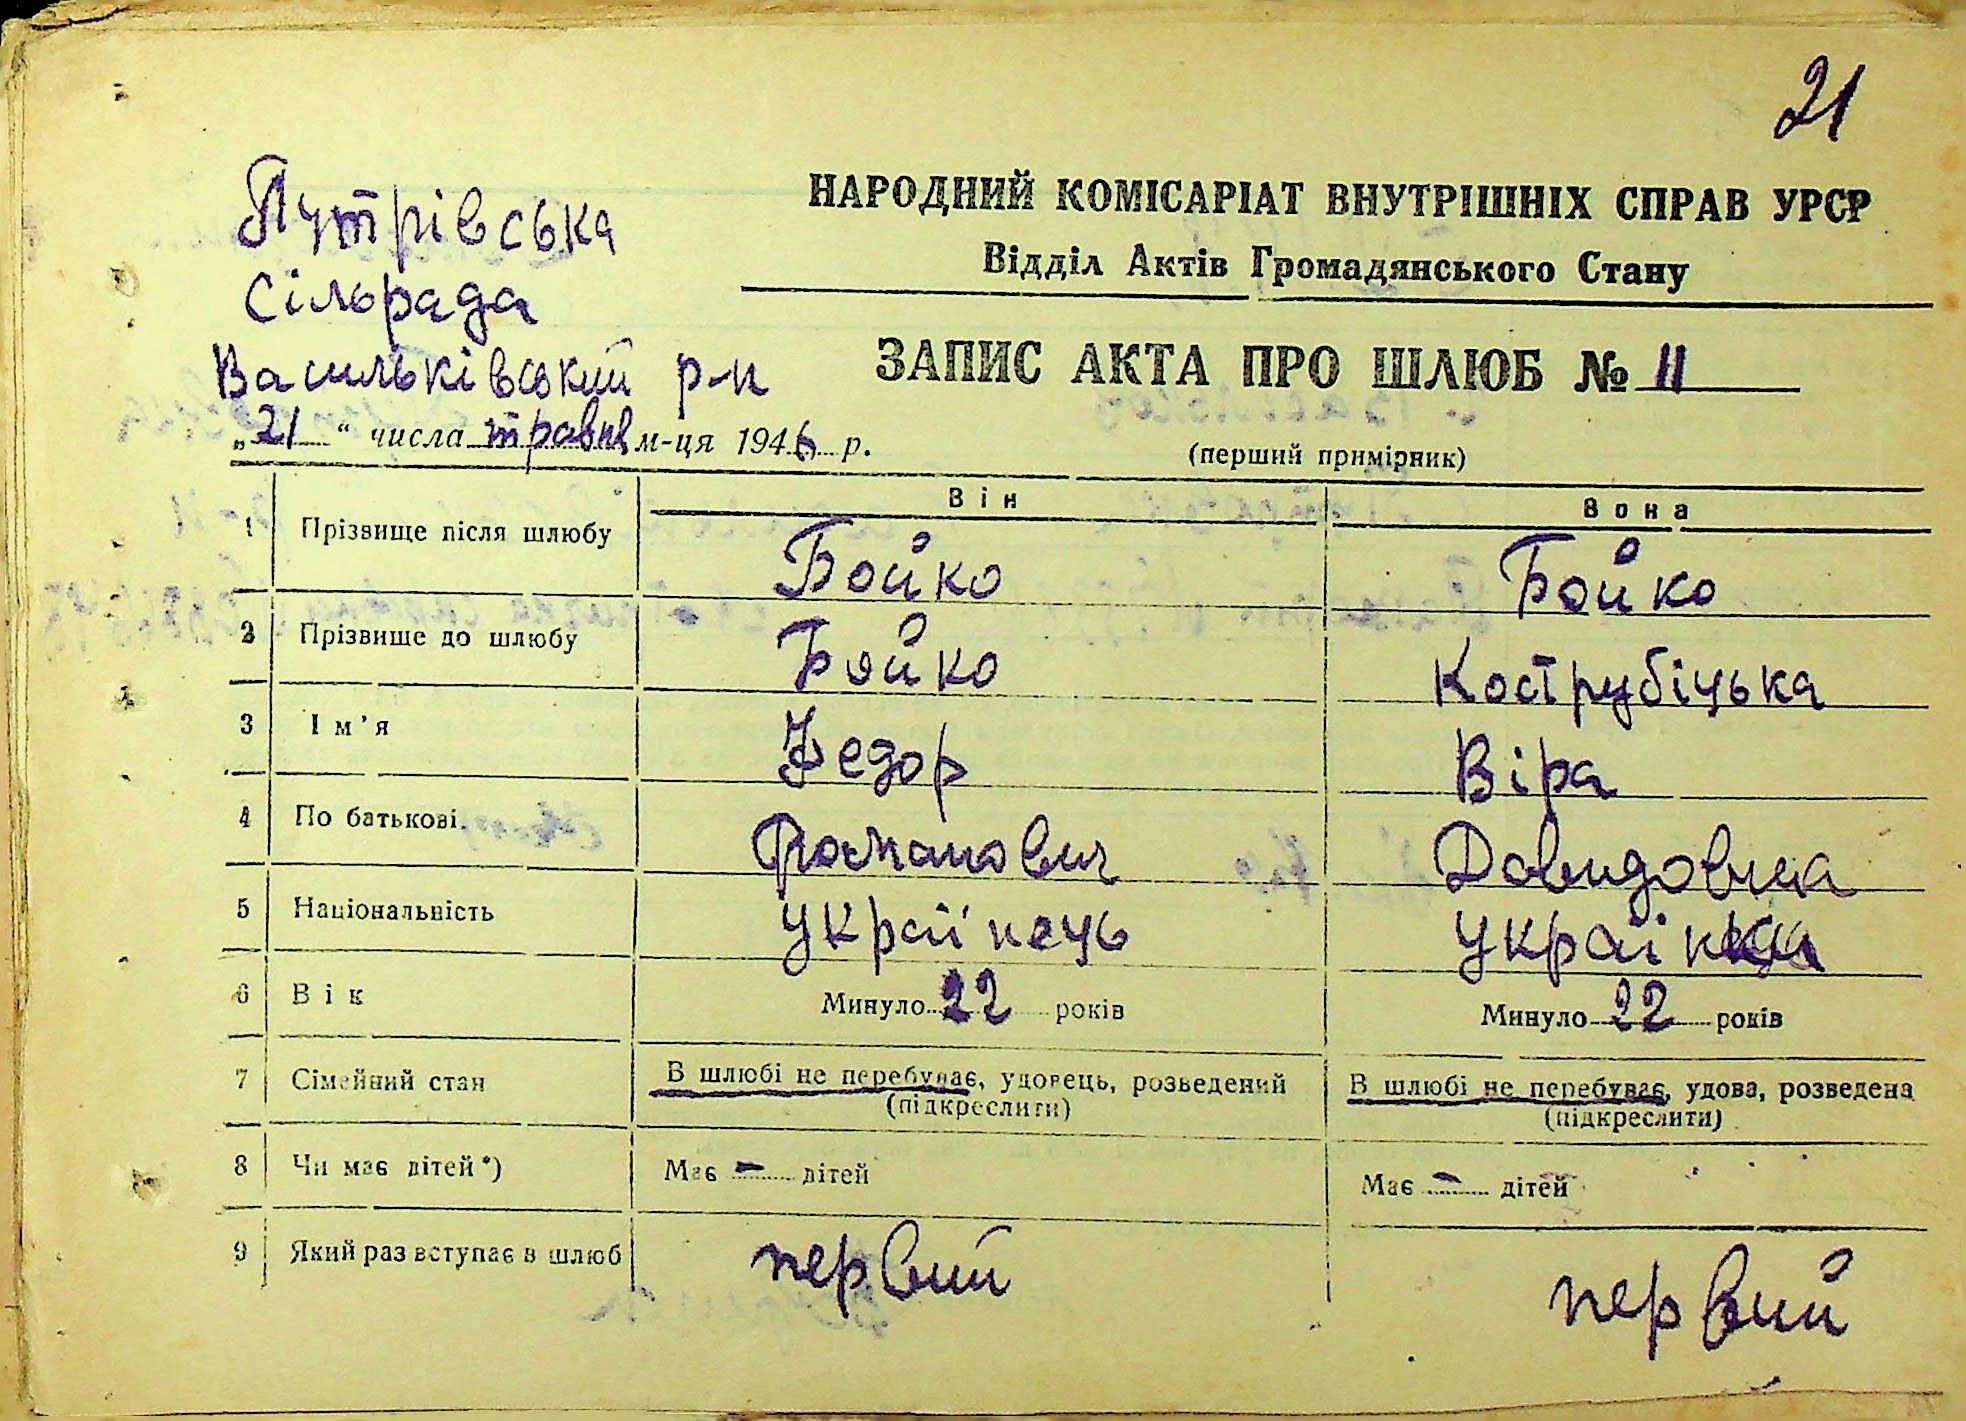 21
Путрівська
сільрада
Васильківський р-н
НАРОДНИЙ КОМІСАРІАТ ВНУТРІШНІХ СПРАВ УРСР
Відділ Актів Громадянського Стану
ЗАПИС АКТА ПРО ШЛЮБ № 11
„21“ числа травня м-ця 1946 р.
(перший примірник)
Він Вона
1 Прізвище після шлюбу Бойко Бойко
2 Прізвище до шлюбу Бойко Кострубіцька
3 Ім'я Федор Віра
4 По батькові Романович Давидовна
5 Національність Українець Українка
6 Вік Минуло 22 років Минуло 22 років
7 Сімейний стан В шлюбі не перебуває, удовець, розведений В шлюбі не перебуває, удова, розведена
(підкреслити) (підкреслити)
8 Чи має дітей*) Має – дітей Має – дітей
9 Який раз вступає в шлюб первий первий